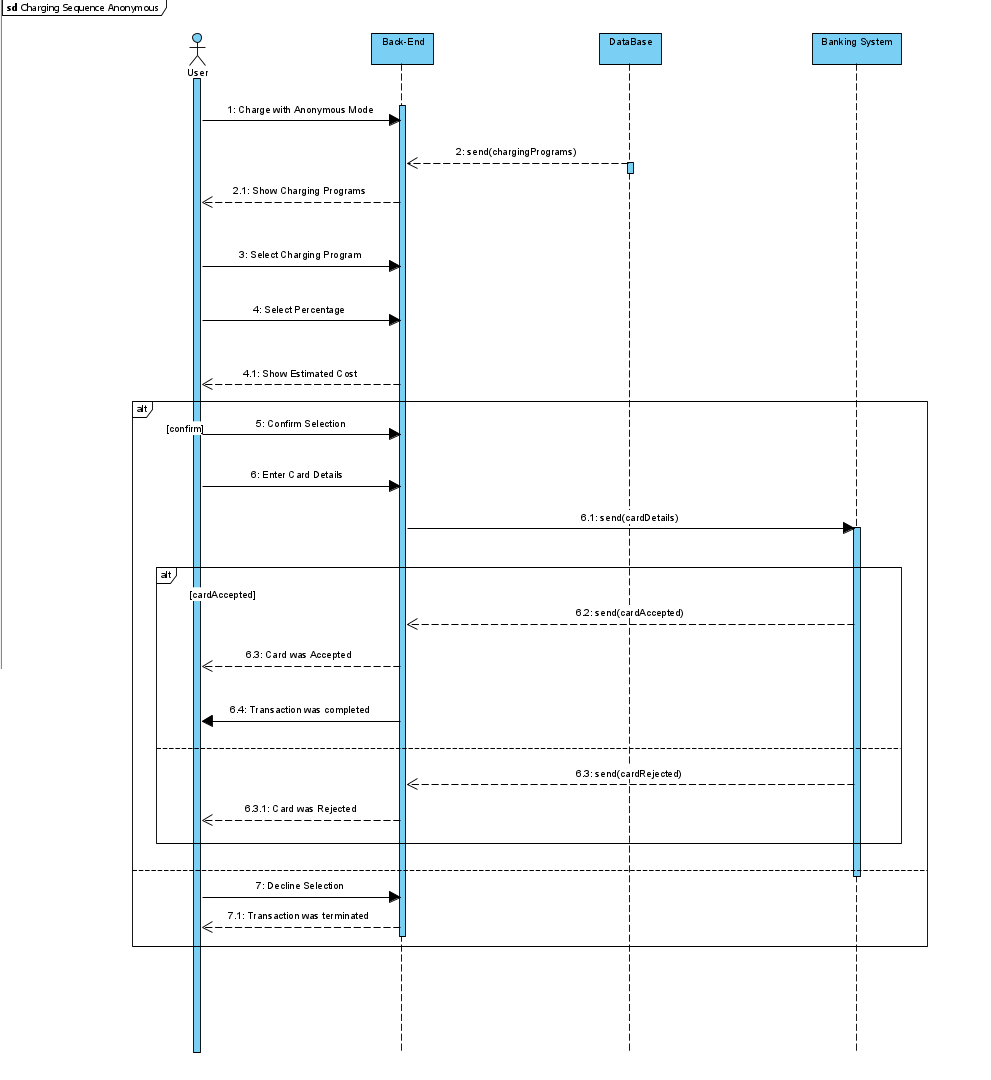 sd Charging Sequence Anonymous
User
Back-End
DataBase
Banking System
1: Charge with Anonymous Mode
2: send(chargingPrograms)
2.1: Show Charging Programs
3: Select Charging Program
4: Select Percentage
4.1: Show Estimated Cost
alt
[confirm]
5: Confirm Selection
6: Enter Card Details
6.1: send(cardDetails)
alt
[cardAccepted]
6.2: send(cardAccepted)
6.3: Card was Accepted
6.4: Transaction was completed
6.3: send(cardRejected)
6.3.1: Card was Rejected
7: Decline Selection
7.1: Transaction was terminated